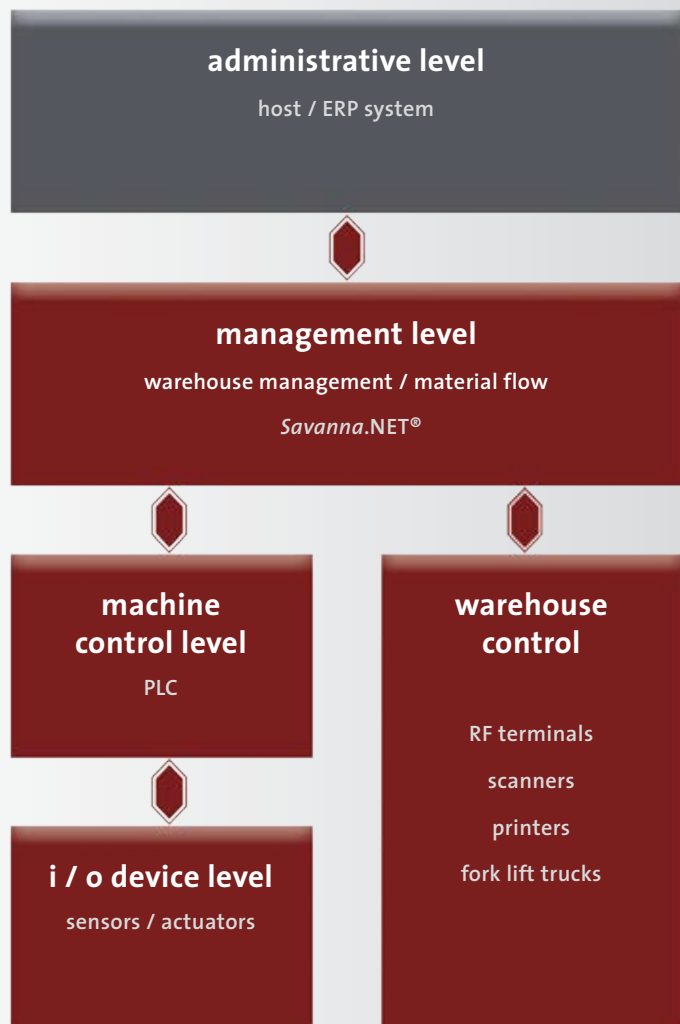 administrative level
host / ERP system
management level
warehouse management / material flow
Savanna.NET®
machine
control level
PLC
i / o device level
sensors / actuators
warehouse
control
RF terminals
scanners
printers
fork lift trucks